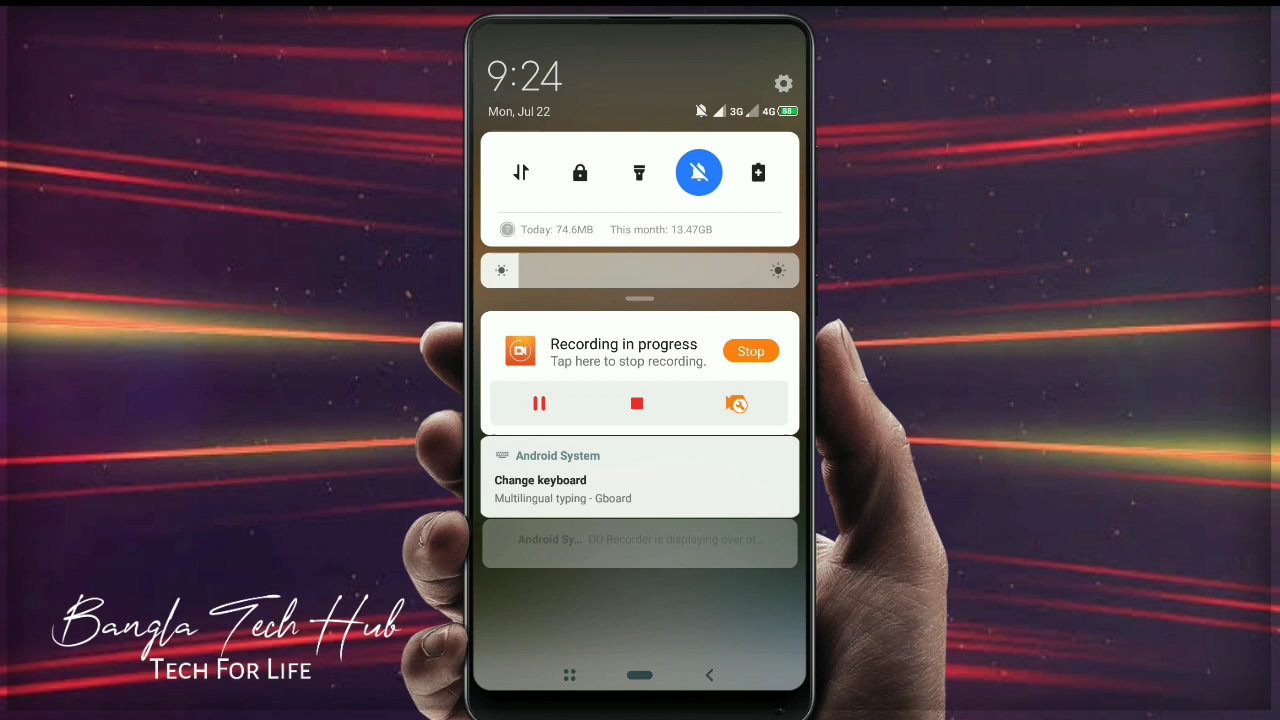 9:24
Mon, Jul 22
3G 4G 88
Today: 74.6MB This month: 13.47GB
Recording in progress
Tap here to stop recording.
Stop
Android System
Change keyboard
Multilingual typing - Gboard
Android Sy... DU Recorder is displaying over ot...
Bangla Tech Hub
TECH FOR LIFE